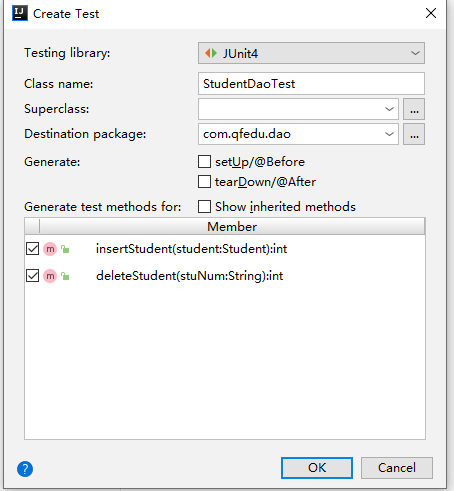 IJ Create Test
Testing library: JUnit4
Class name: StudentDaoTest
Superclass: ...
Destination package: com.qfedu.dao ...
Generate: setUp/@Before
tearDown/@After
Generate test methods for: Show inherited methods
Member
m insertStudent(student:Student):int
m deleteStudent(stuNum:String):int
? OK Cancel